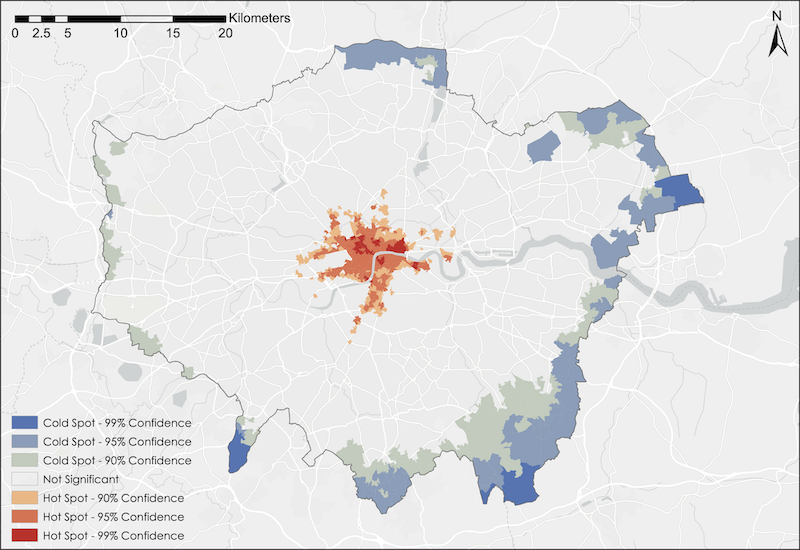 Kilometers
0 2.5 5 10 15 20
N
Cold Spot - 99% Confidence
Cold Spot - 95% Confidence
Cold Spot - 90% Confidence
Not Significant
Hot Spot - 90% Confidence
Hot Spot - 95% Confidence
Hot Spot - 99% Confidence